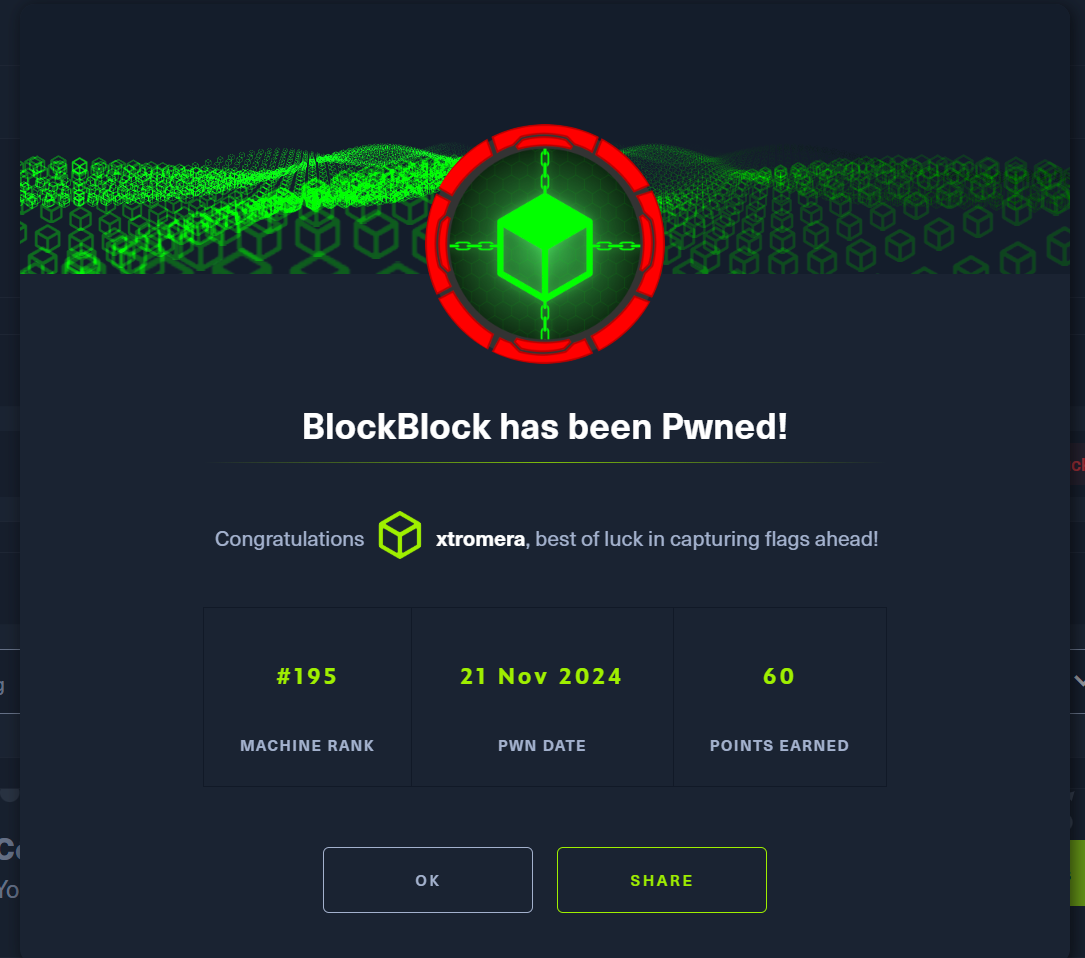 BlockBlock has been Pwned!
Congratulations xtromera, best of luck in capturing flags ahead!
#195 21 Nov 2024 60
MACHINE RANK PWN DATE POINTS EARNED
OK SHARE